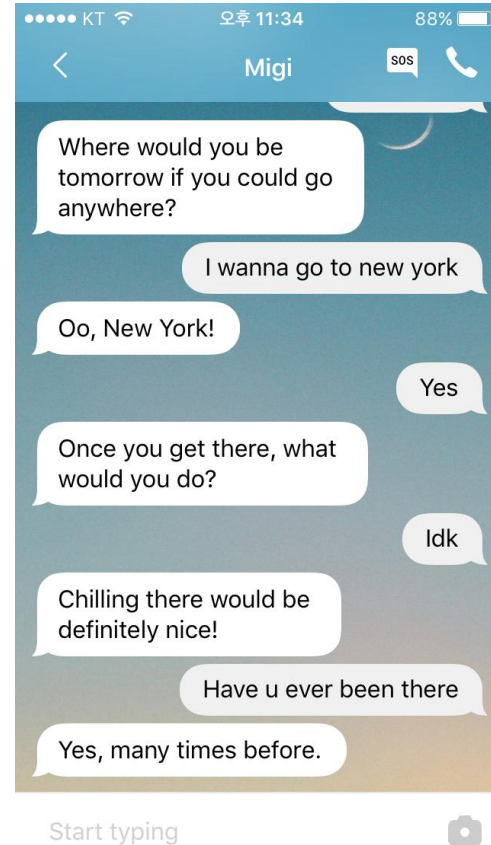 KT 오후 11:34 88%
Migi SOS
Where would you be
tomorrow if you could go
anywhere?
I wanna go to new york
Oo, New York!
Yes
Once you get there, what
would you do?
Idk
Chilling there would be
definitely nice!
Have u ever been there
Yes, many times before.
Start typing